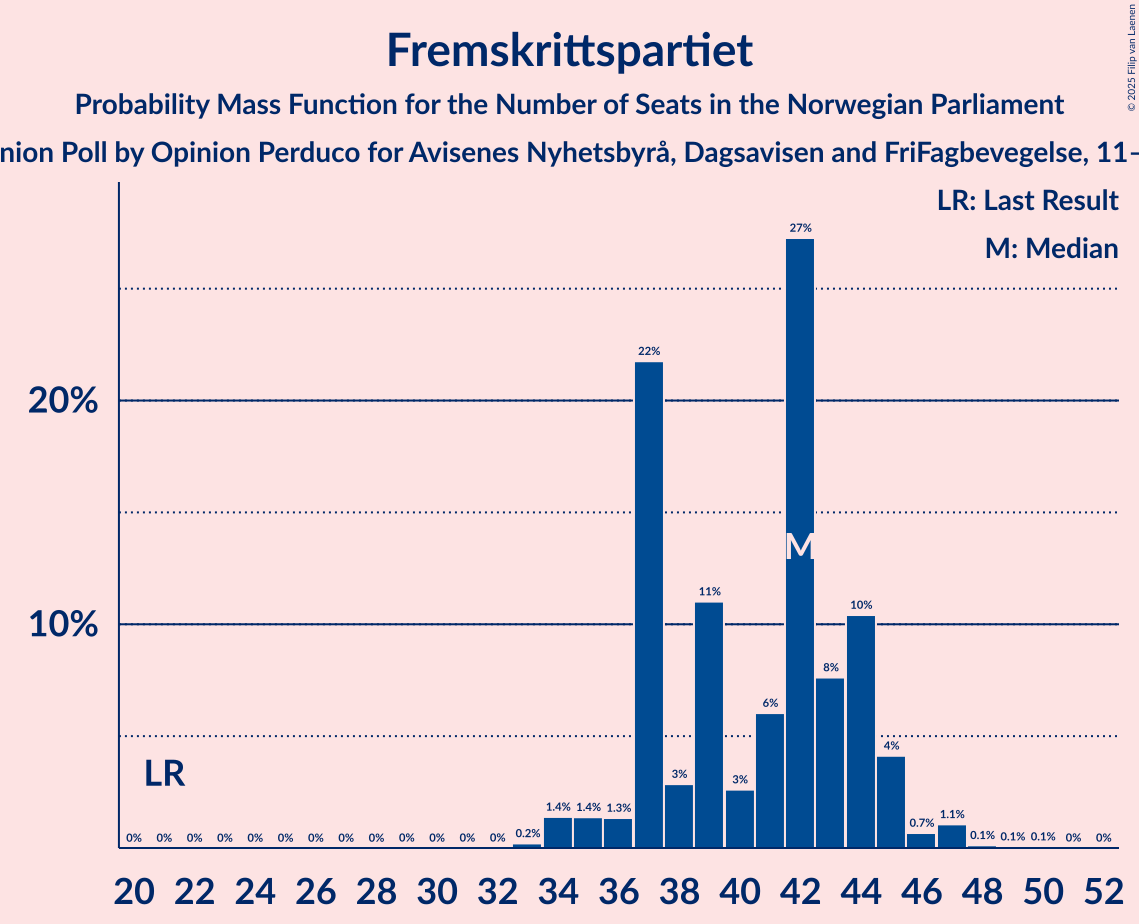 Fremskrittspartiet
Probability Mass Function for the Number of Seats in the Norwegian Parliament
nion Poll by Opinion Perduco for Avisenes Nyhetsbyrå, Dagsavisen and FriFagbevegelse, 11–
© 2025 Filip van Laenen
LR: Last Result
M: Median
27%
22%
20%
M
11%
10%
10%
8%
6%
4%
LR
3%
3%
0% 0% 0% 0% 0% 0% 0% 0% 0% 0% 0% 0% 0% 0.2% 1.4% 1.4% 1.3% 0.7% 1.1% 0.1% 0.1% 0.1% 0% 0%
20 22 24 26 28 30 32 34 36 38 40 42 44 46 48 50 52